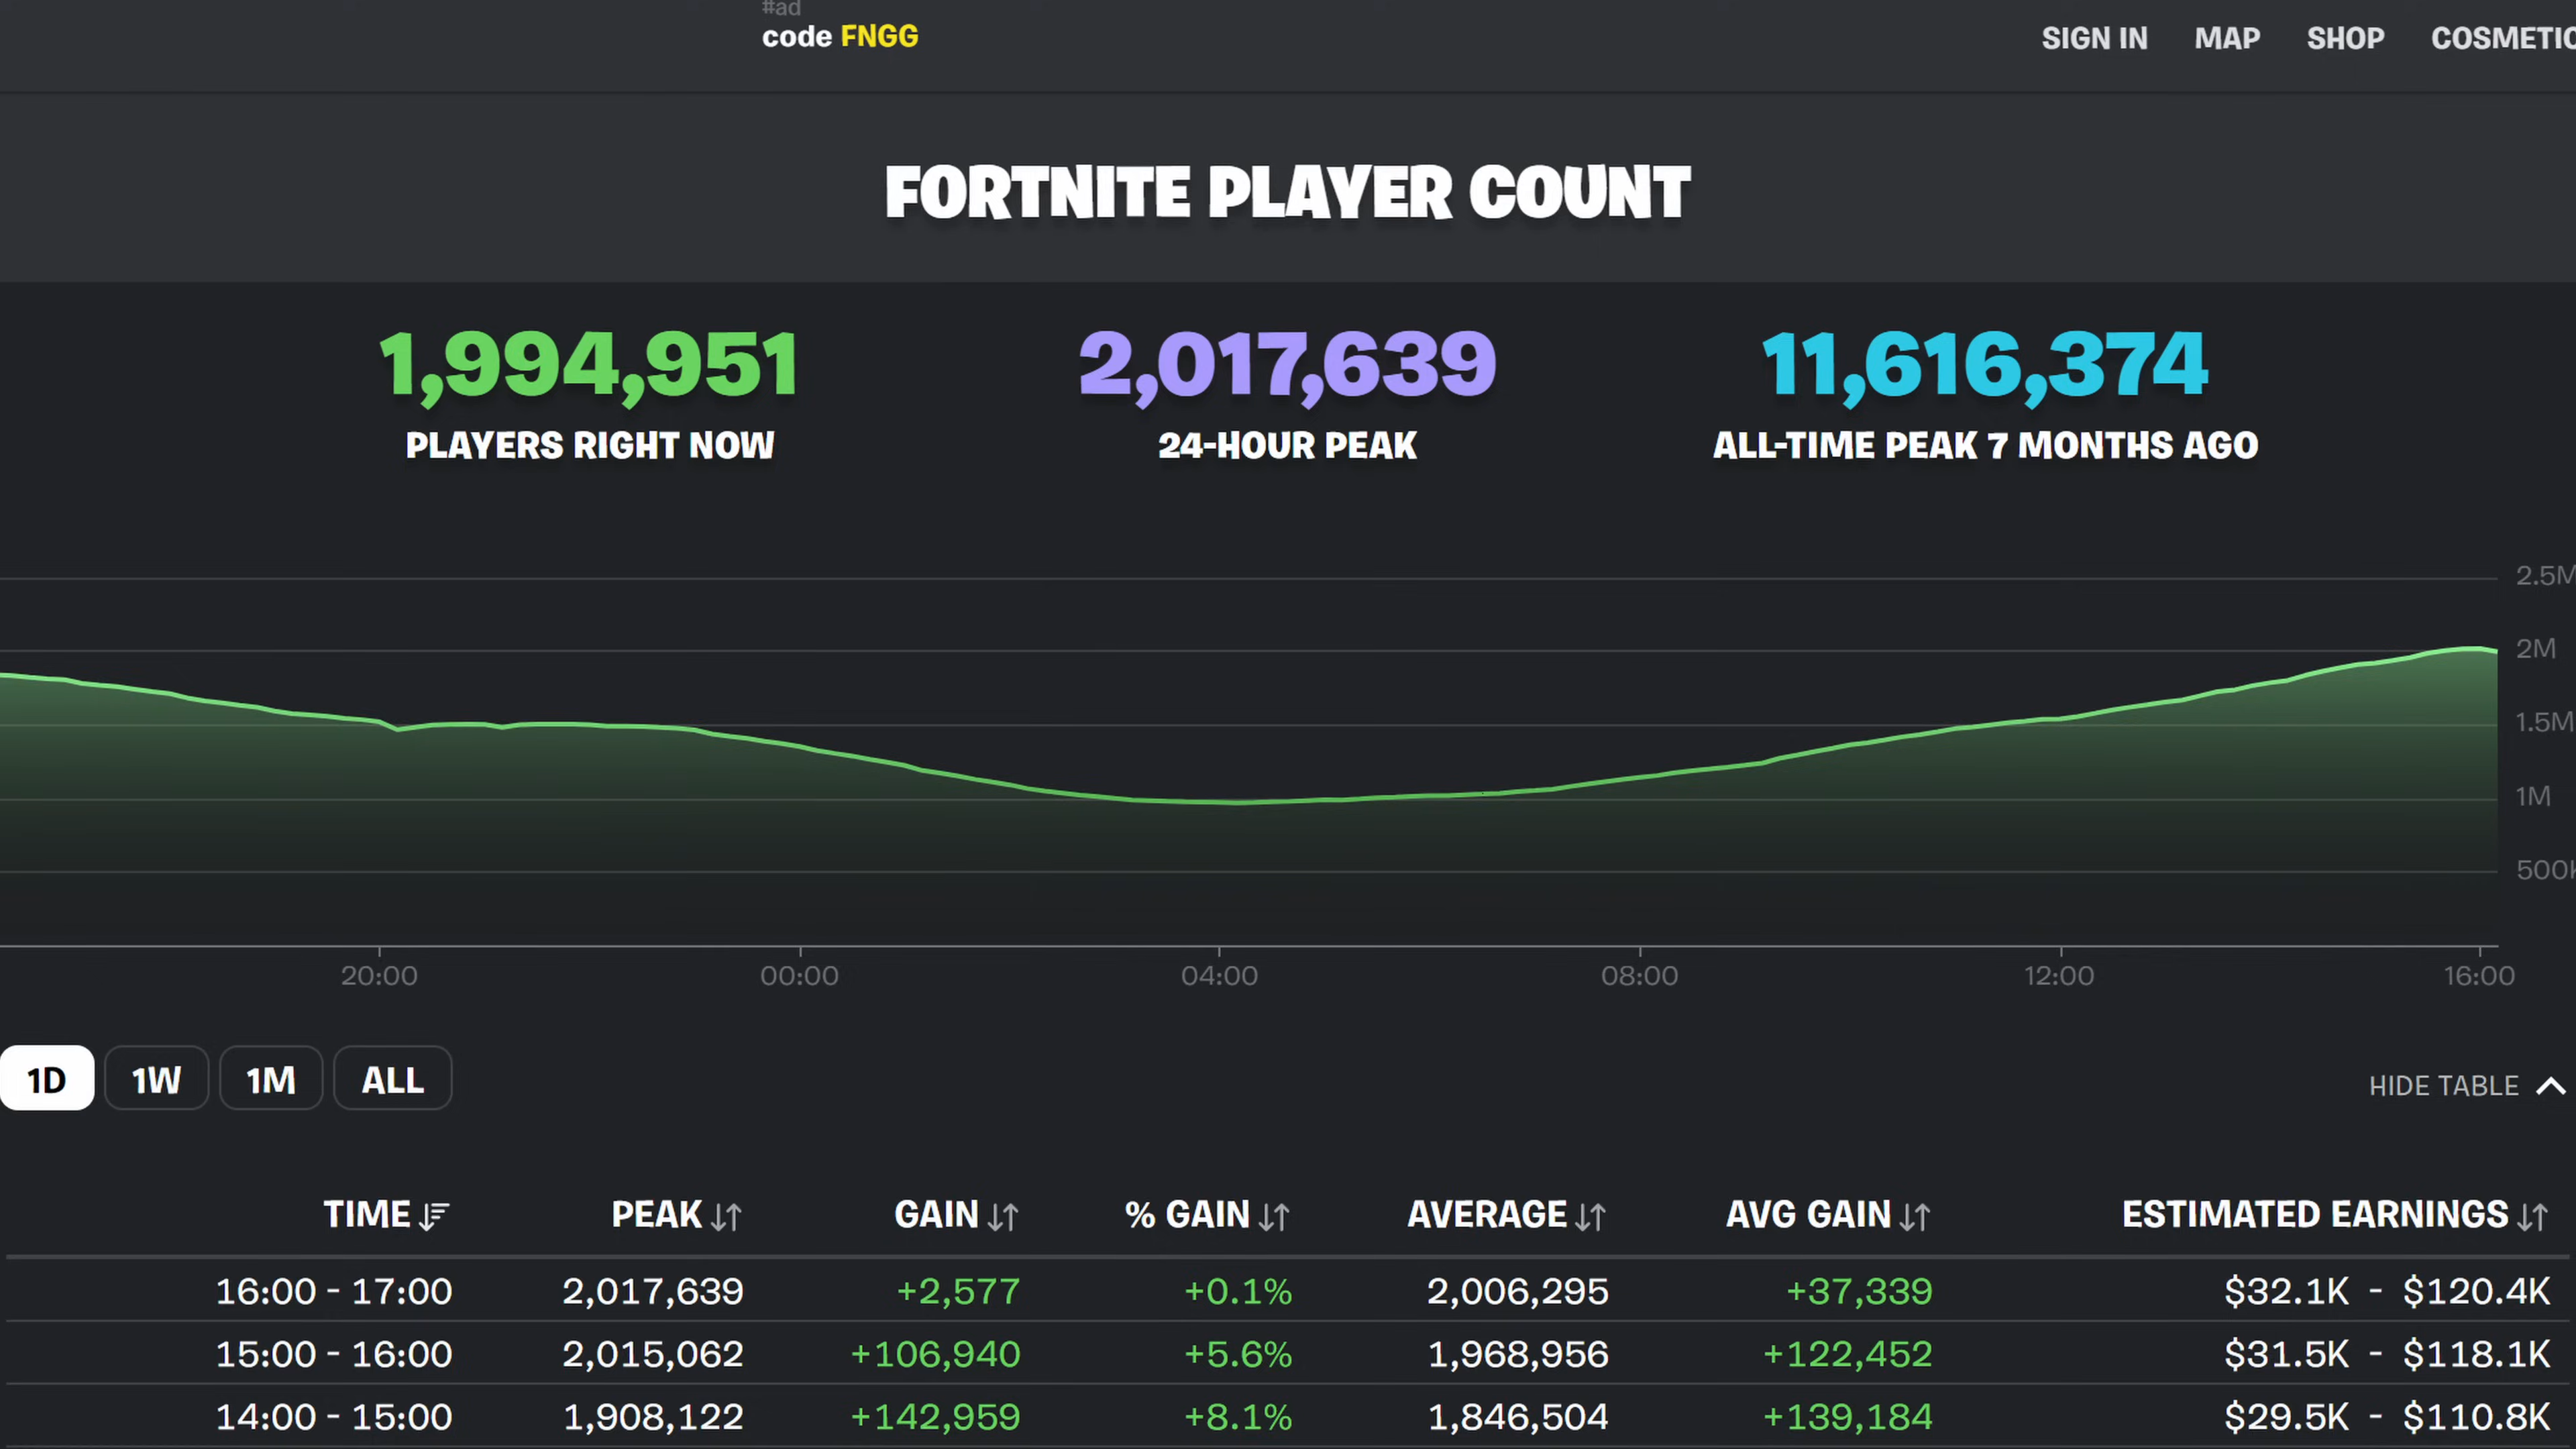 #ad
code FNGG
SIGN IN MAP SHOP COSMETIC
FORTNITE PLAYER COUNT
1,994,951 2,017,639 11,616,374
PLAYERS RIGHT NOW 24-HOUR PEAK ALL-TIME PEAK 7 MONTHS AGO
2.5M
2M
1.5M
1M
500K
20:00 00:00 04:00 08:00 12:00 16:00
1D 1W 1M ALL
HIDE TABLE
TIME PEAK GAIN % GAIN AVERAGE AVG GAIN ESTIMATED EARNINGS
16:00 - 17:00 2,017,639 +2,577 +0.1% 2,006,295 +37,339 $32.1K - $120.4K
15:00 - 16:00 2,015,062 +106,940 +5.6% 1,968,956 +122,452 $31.5K - $118.1K
14:00 - 15:00 1,908,122 +142,959 +8.1% 1,846,504 +139,184 $29.5K - $110.8K